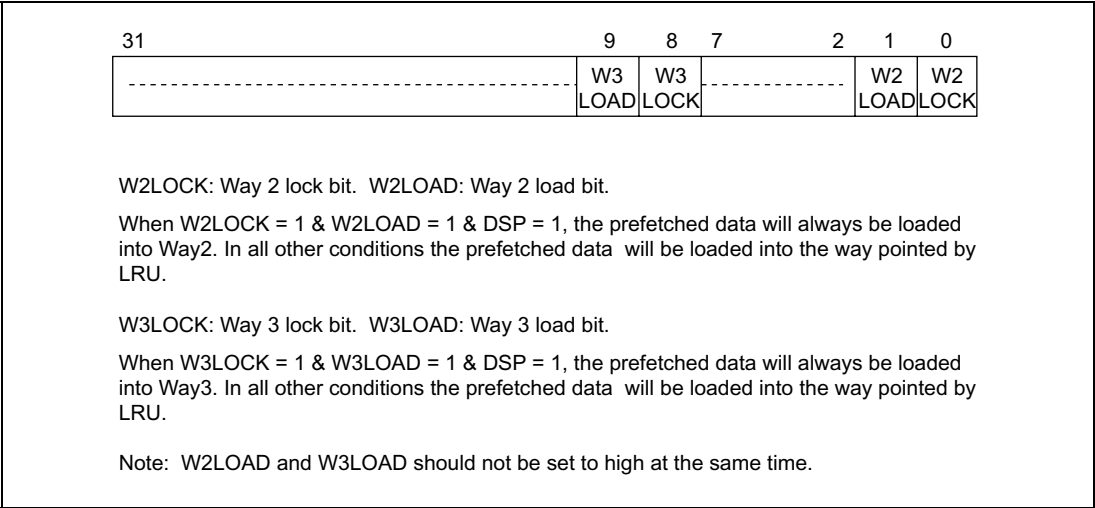 31 9 8 7 2 1 0
W3 W3 W2 W2
LOAD LOCK LOAD LOCK
W2LOCK: Way 2 lock bit. W2LOAD: Way 2 load bit.
When W2LOCK = 1 & W2LOAD = 1 & DSP = 1, the prefetched data will always be loaded
into Way2. In all other conditions the prefetched data will be loaded into the way pointed by
LRU.
W3LOCK: Way 3 lock bit. W3LOAD: Way 3 load bit.
When W3LOCK = 1 & W3LOAD = 1 & DSP = 1, the prefetched data will always be loaded
into Way3. In all other conditions the prefetched data will be loaded into the way pointed by
LRU.
Note: W2LOAD and W3LOAD should not be set to high at the same time.